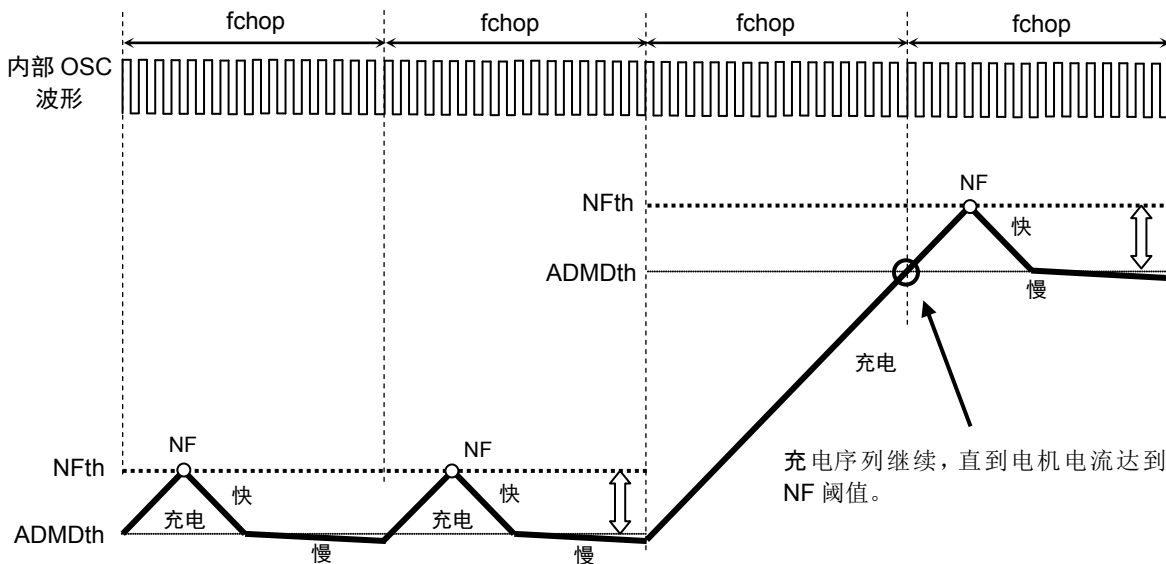 fchop fchop fchop fchop
内部 OSC
波形
NF
NFth
快
ADMDth
慢
充电
NF NF
NFth
充电序列继续，直到电机电流达到
NF 阈值。
快 快
充电 充电
ADMDth
慢 慢